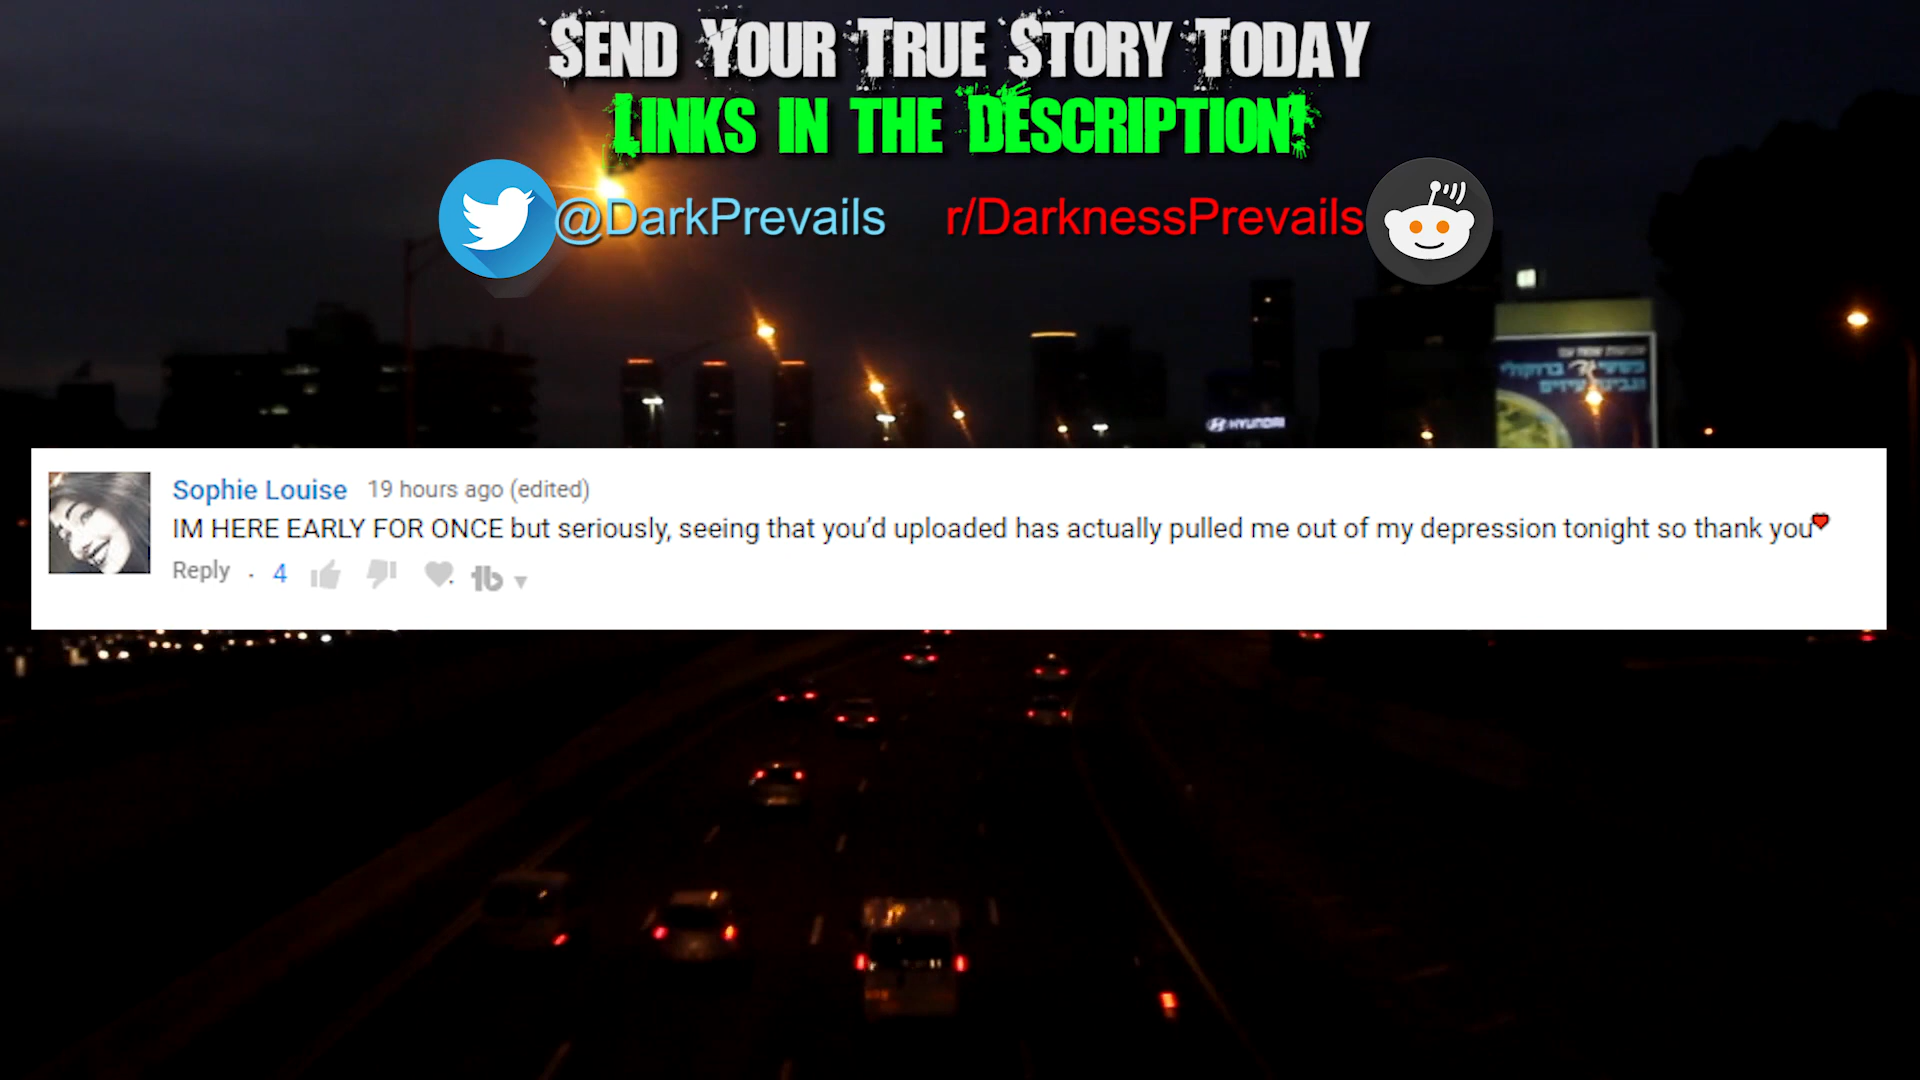 SEND YOUR TRUE STORY TODAY
LINKS IN THE DESCRIPTION!
@DarkPrevails r/DarknessPrevails
HYUNDAI
Sophie Louise 19 hours ago (edited)
IM HERE EARLY FOR ONCE but seriously, seeing that you'd uploaded has actually pulled me out of my depression tonight so thank you
Reply · 4